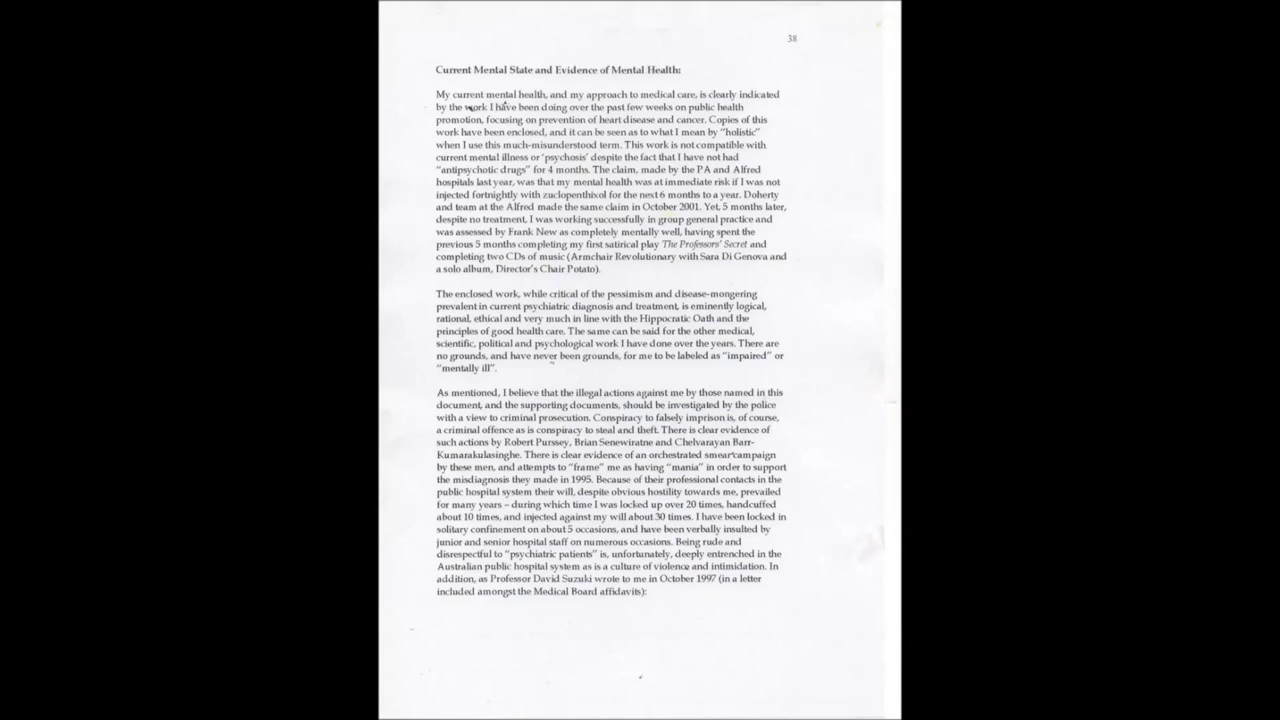 38
Current Mental State and Evidence of Mental Health:
My current mental health, and my approach to medical care, is clearly indicated
by the work I have been doing over the past few weeks on public health
promotion, focusing on prevention of heart disease and cancer. Copies of this
work have been enclosed, and it can be seen as to what I mean by "holistic"
when I use this much-misunderstood term. This work is not compatible with
current mental illness or 'psychosis' despite the fact that I have not had
"antipsychotic drugs" for 4 months. The claim, made by the PA and Alfred
hospitals last year, was that my mental health was at immediate risk if I was not
injected fortnightly with zuclopenthixol for the next 6 months to a year. Doherty
and team at the Alfred made the same claim in October 2001. Yet, 5 months later,
despite no treatment, I was working successfully in group general practice and
was assessed by Frank New as completely mentally well, having spent the
previous 5 months completing my first satirical play The Professors' Secret and
completing two CDs of music (Armchair Revolutionary with Sara Di Genova and
a solo album, Director's Chair Potato).
The enclosed work, while critical of the pessimism and disease-mongering
prevalent in current psychiatric diagnosis and treatment, is eminently logical,
rational, ethical and very much in line with the Hippocratic Oath and the
principles of good health care. The same can be said for the other medical,
scientific, political and psychological work I have done over the years. There are
no grounds, and have never been grounds, for me to be labeled as "impaired" or
"mentally ill".
As mentioned, I believe that the illegal actions against me by those named in this
document, and the supporting documents, should be investigated by the police
with a view to criminal prosecution. Conspiracy to falsely imprison is, of course,
a criminal offence as is conspiracy to steal and theft. There is clear evidence of
such actions by Robert Purssey, Brian Senewiratne and Chelvarayan Barr-
Kumarakulasinghe. There is clear evidence of an orchestrated smear campaign
by these men, and attempts to "frame" me as having "mania" in order to support
the misdiagnosis they made in 1995. Because of their professional contacts in the
public hospital system their will, despite obvious hostility towards me, prevailed
for many years – during which time I was locked up over 20 times, handcuffed
about 10 times, and injected against my will about 30 times. I have been locked in
solitary confinement on about 5 occasions, and have been verbally insulted by
junior and senior hospital staff on numerous occasions. Being rude and
disrespectful to "psychiatric patients" is, unfortunately, deeply entrenched in the
Australian public hospital system as is a culture of violence and intimidation. In
addition, as Professor David Suzuki wrote to me in October 1997 (in a letter
included amongst the Medical Board affidavits):